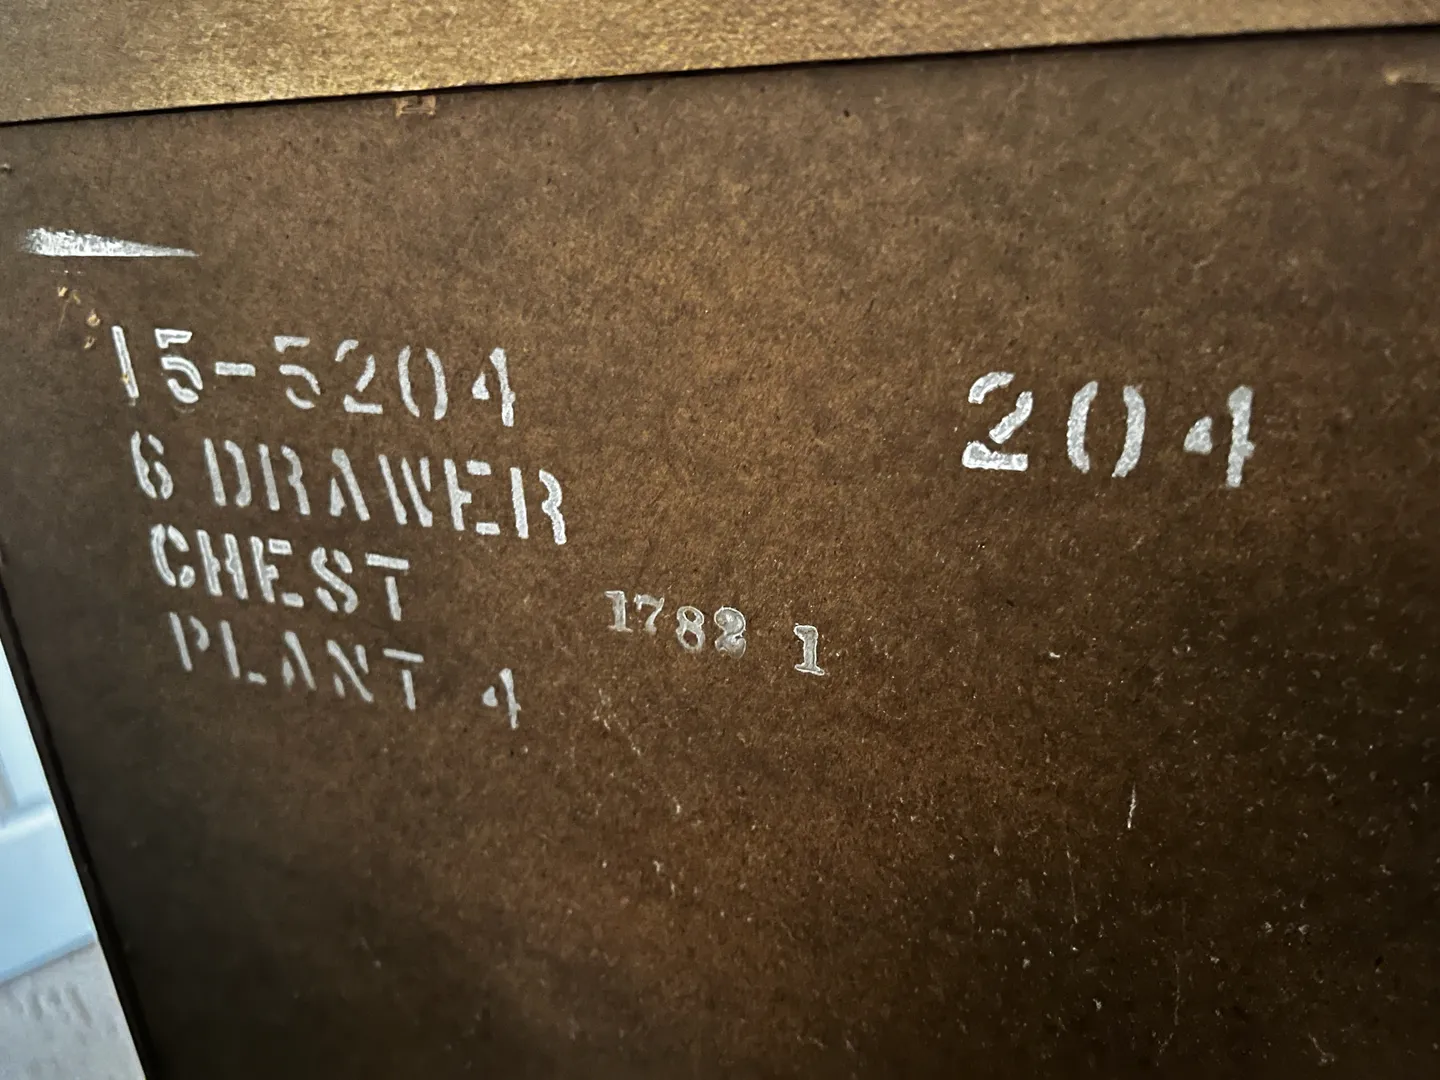 15-5204
204
6 DRAWER
CHEST
1782 1
PLANT 4